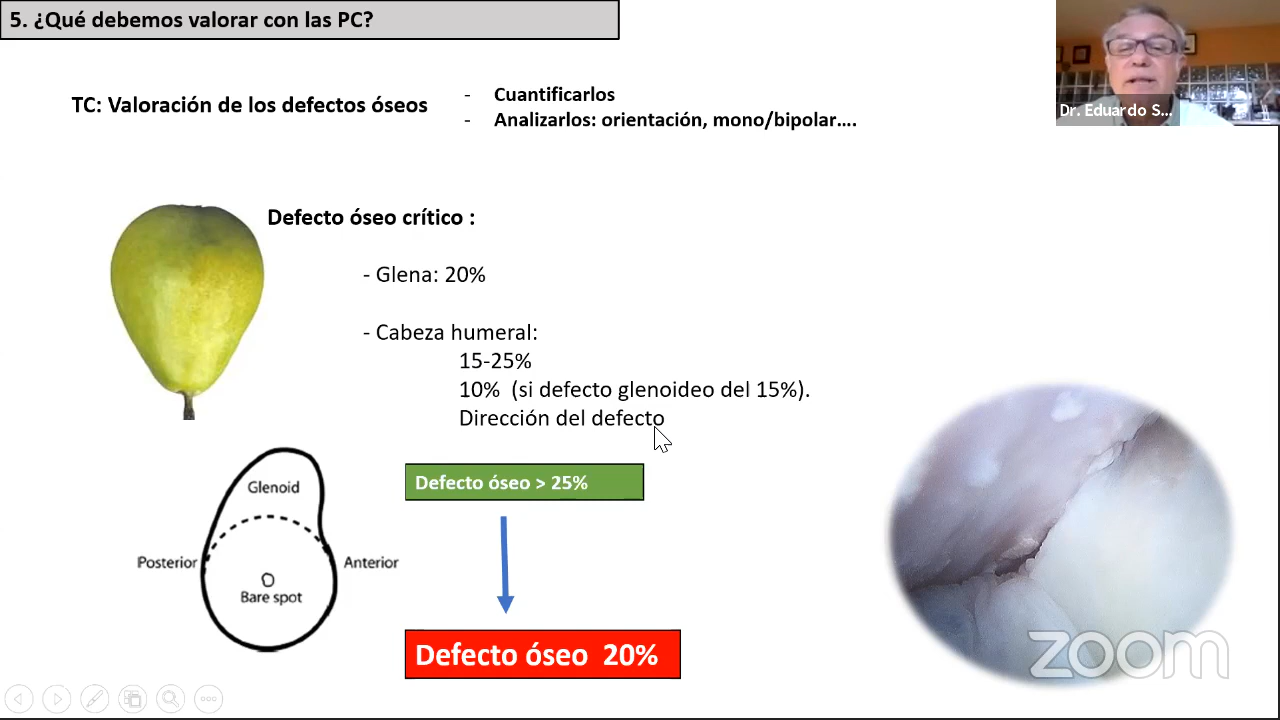 5. ¿Qué debemos valorar con las PC?
Dr. Eduardo S...
TC: Valoración de los defectos óseos
- Cuantificarlos
- Analizarlos: orientación, mono/bipolar....
Defecto óseo crítico :
- Glena: 20%
- Cabeza humeral:
15-25%
10% (si defecto glenoideo del 15%).
Dirección del defecto
Glenoid
Posterior
Anterior
Bare spot
Defecto óseo > 25%
Defecto óseo 20%
zoom